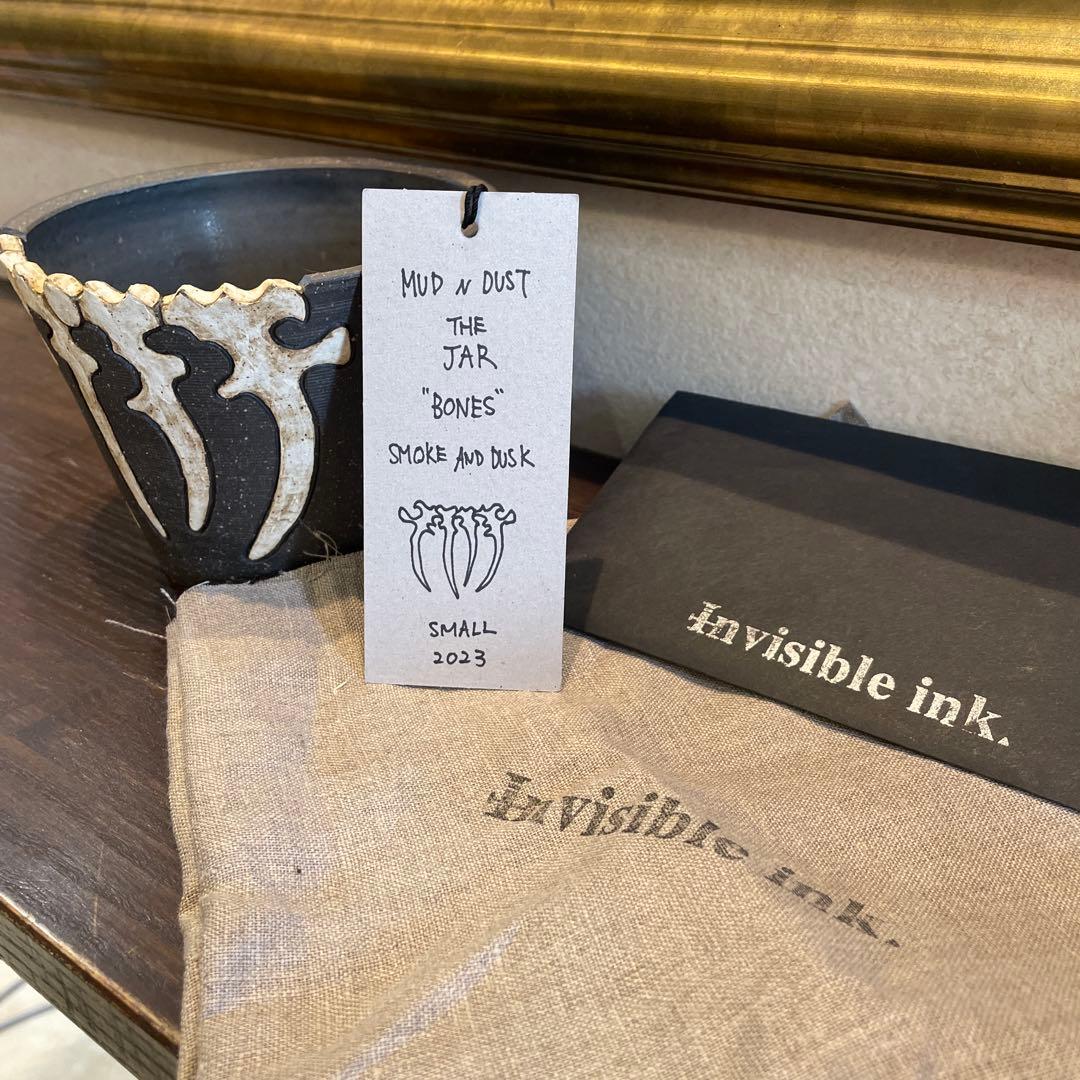 MUD N DUST
THE
JAR
"BONES"
SMOKE AND DUSK
SMALL
2023
Invisible ink.
Invisible ink.